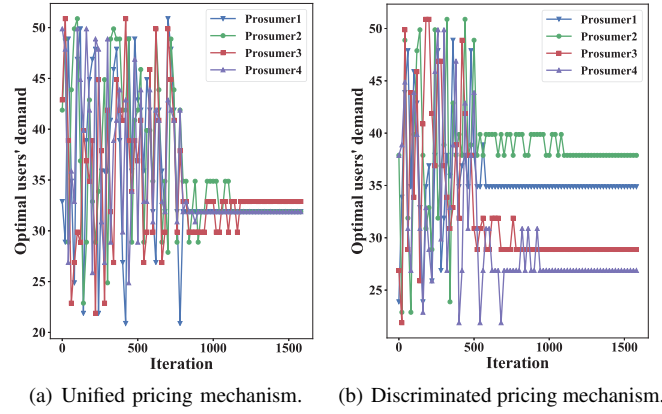 Optimal users' demand
50
45
40
35
30
25
20
0
500
1000
1500
Iteration
Prosumer1
Prosumer2
Prosumer3
Prosumer4
(a) Unified pricing mechanism.
Optimal users' demand
50
45
40
35
30
25
0
500
1000
1500
Iteration
Prosumer1
Prosumer2
Prosumer3
Prosumer4
(b) Discriminated pricing mechanism.